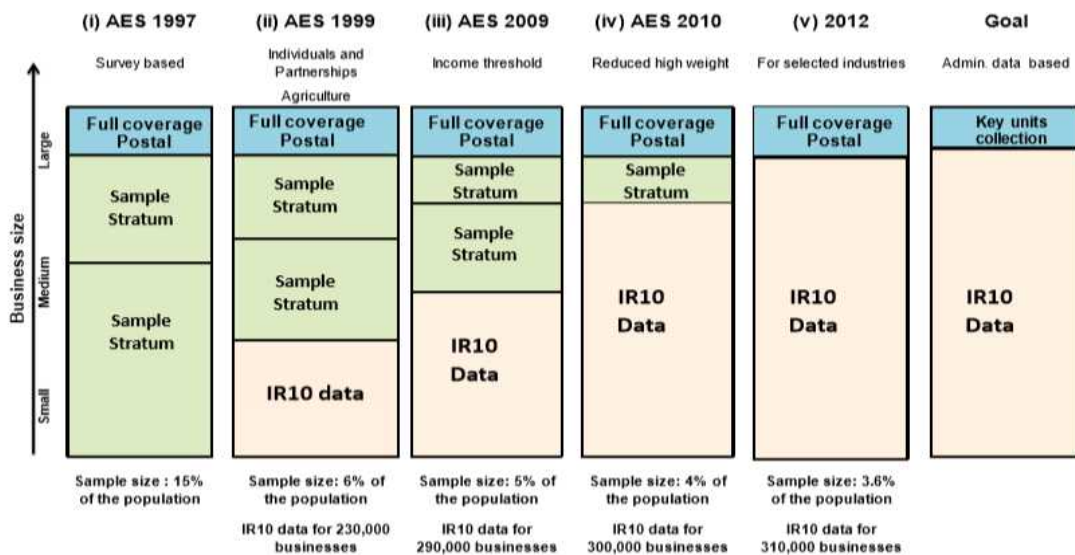 (i) AES 1997
Survey based
(ii) AES 1999
Individuals and
Partnerships
Agriculture
(iii) AES 2009
Income threshold
(iv) AES 2010
Reduced high weight
(v) 2012
For selected industries
Goal
Admin. data based
Business size
Large
Medium
Small
Full coverage
Postal
Sample
Stratum
Sample
Stratum
Sample size : 15%
of the population
Full coverage
Postal
Sample
Stratum
Sample
Stratum
IR10 data
Sample size: 6% of
the population
IR10 data for 230,000
businesses
Full coverage
Postal
Sample
Stratum
Sample
Stratum
IR10
Data
Sample size: 5% of
the population
IR10 data for
290,000 businesses
Full coverage
Postal
Sample
Stratum
IR10
Data
Sample size: 4% of
the population
IR10 data for
300,000 businesses
Full coverage
Postal
IR10
Data
Sample size: 3.6%
of the population
IR10 data for
310,000 businesses
Key units
collection
IR10
Data